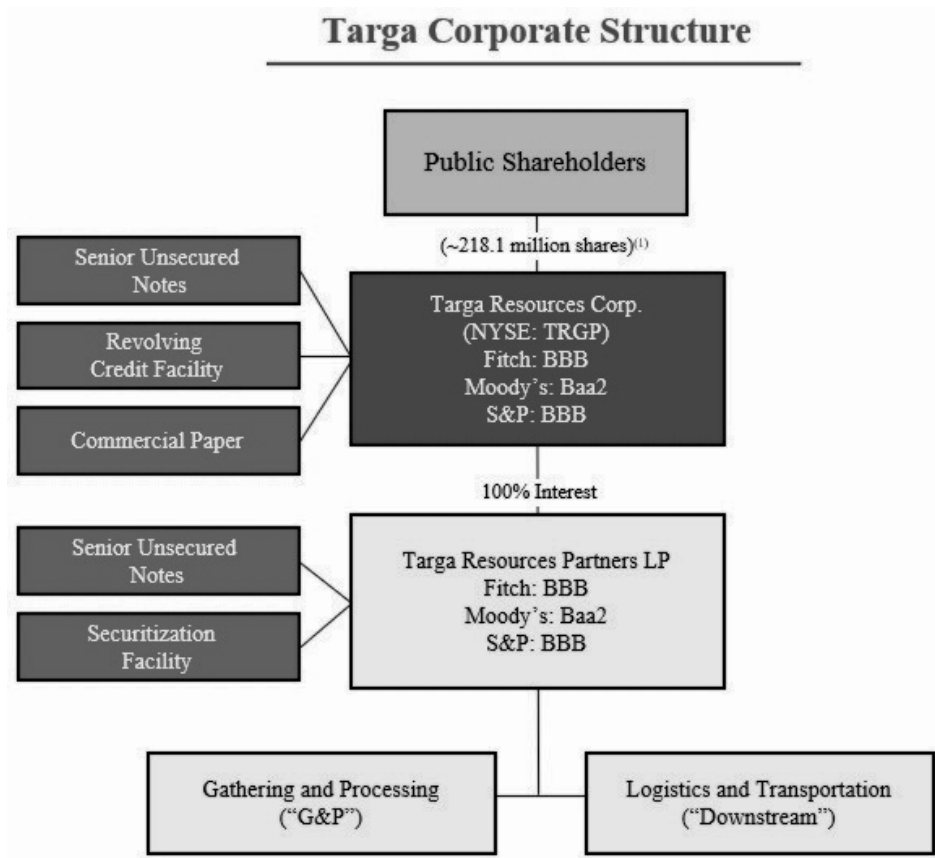 Targa Corporate Structure
Public Shareholders
(~218.1 million shares)(1)
Senior Unsecured
Notes
Revolving
Credit Facility
Commercial Paper
Targa Resources Corp.
(NYSE: TRGP)
Fitch: BBB
Moody’s: Baa2
S&P: BBB
100% Interest
Senior Unsecured
Notes
Securitization
Facility
Targa Resources Partners LP
Fitch: BBB
Moody’s: Baa2
S&P: BBB
Gathering and Processing
(“G&P”)
Logistics and Transportation
(“Downstream”)